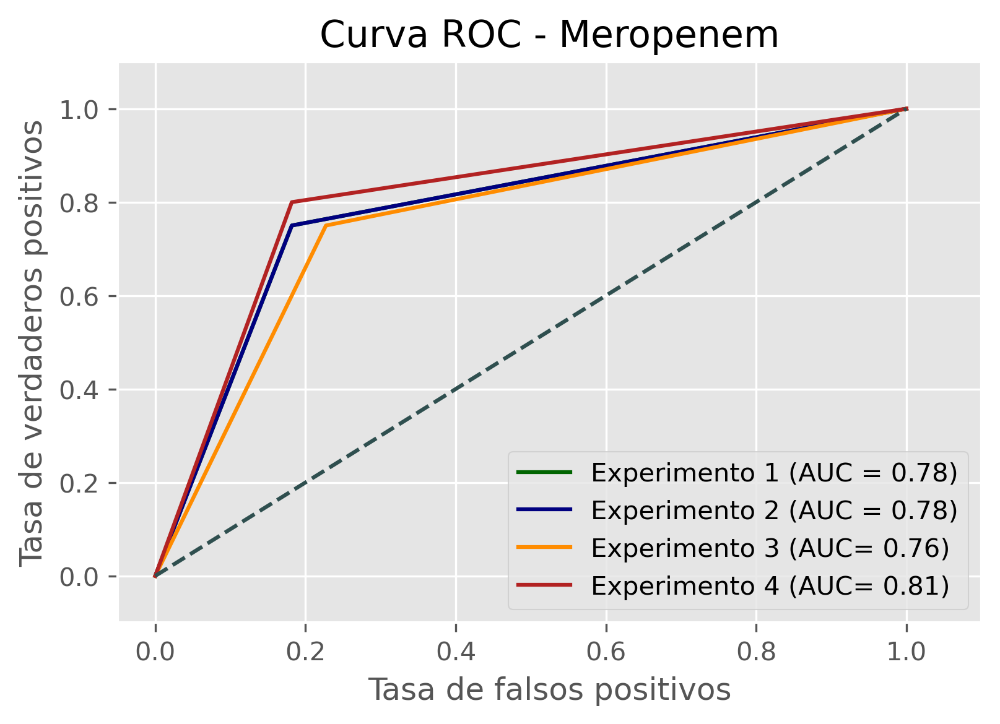 Curva ROC - Meropenem
Tasa de verdaderos positivos
1.0
0.8
0.6
0.4
0.2
0.0
Experimento 1 (AUC = 0.78)
Experimento 2 (AUC = 0.78)
Experimento 3 (AUC= 0.76)
Experimento 4 (AUC= 0.81)
0.0 0.2 0.4 0.6 0.8 1.0
Tasa de falsos positivos